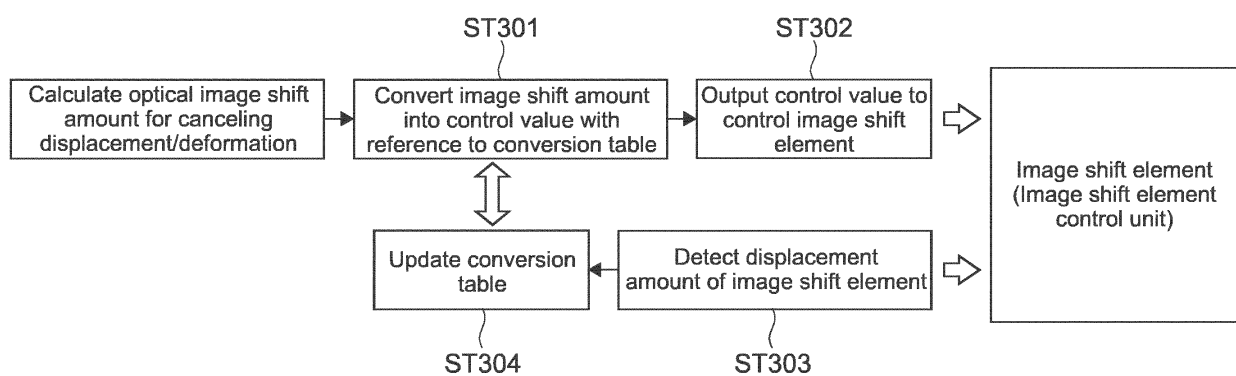 ST301
ST302
Calculate optical image shift
amount for canceling
displacement/deformation
Convert image shift amount
into control value with
reference to conversion table
Output control value to
control image shift
element
Image shift element
(Image shift element
control unit)
Update conversion
table
Detect displacement
amount of image shift element
ST304
ST303